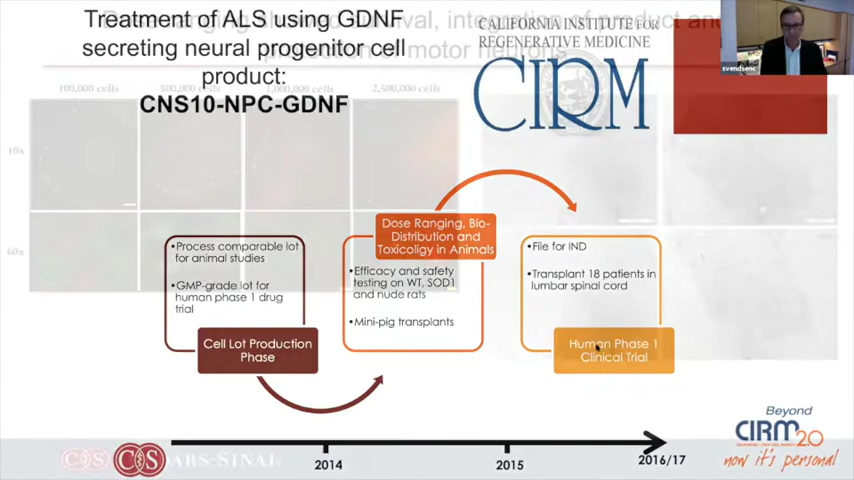 Treatment of ALS using GDNF
secreting neural progenitor cell
product:
CNS10-NPC-GDNF
CALIFORNIA INSTITUTE FOR
REGENERATIVE MEDICINE
CIRM
svendsenc
100,000 cells
500,000 cells
1,000,000 cells
2,500,000 cells
10x
60x
•Process comparable lot
for animal studies
•GMP-grade lot for
human phase 1 drug
trial
Cell Lot Production
Phase
Dose Ranging, Bio-
Distribution and
Toxicoligy in Animals
•Efficacy and safety
testing on WT, SOD1
and nude rats
•Mini-pig transplants
•File for IND
•Transplant 18 patients in
lumbar spinal cord
Human Phase 1
Clinical Trial
2014
2015
2016/17
CEDARS-SINAI
Beyond
CIRM 2.0
now it's personal